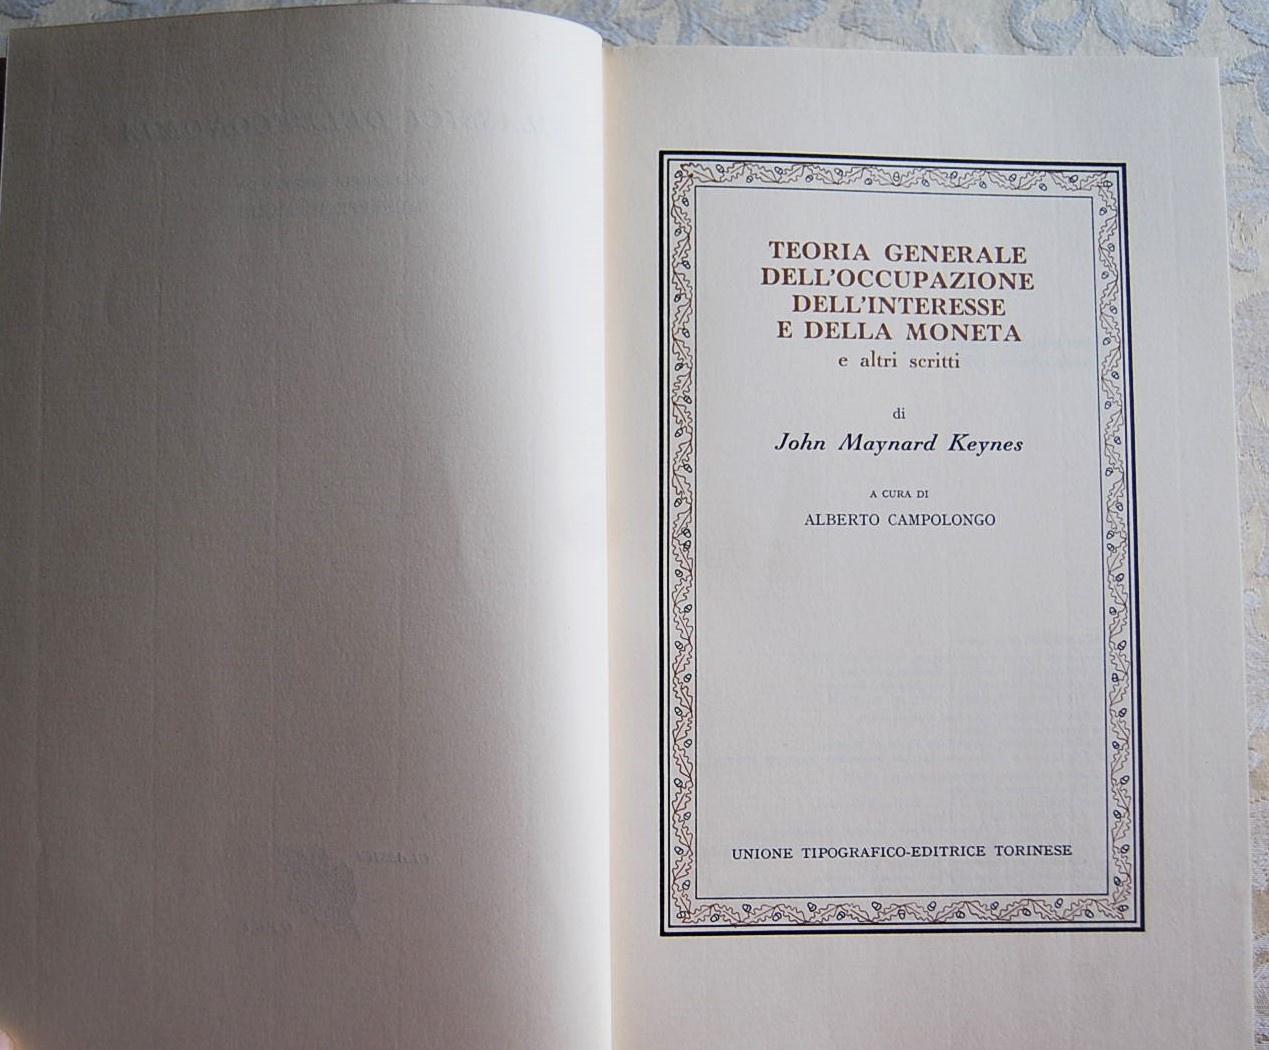 TEORIA GENERALE
DELL'OCCUPAZIONE
DELL'INTERESSE
E DELLA MONETA
e altri scritti
di
John Maynard Keynes
A CURA DI
ALBERTO CAMPOLONGO
UNIONE TIPOGRAFICO-EDITRICE TORINESE